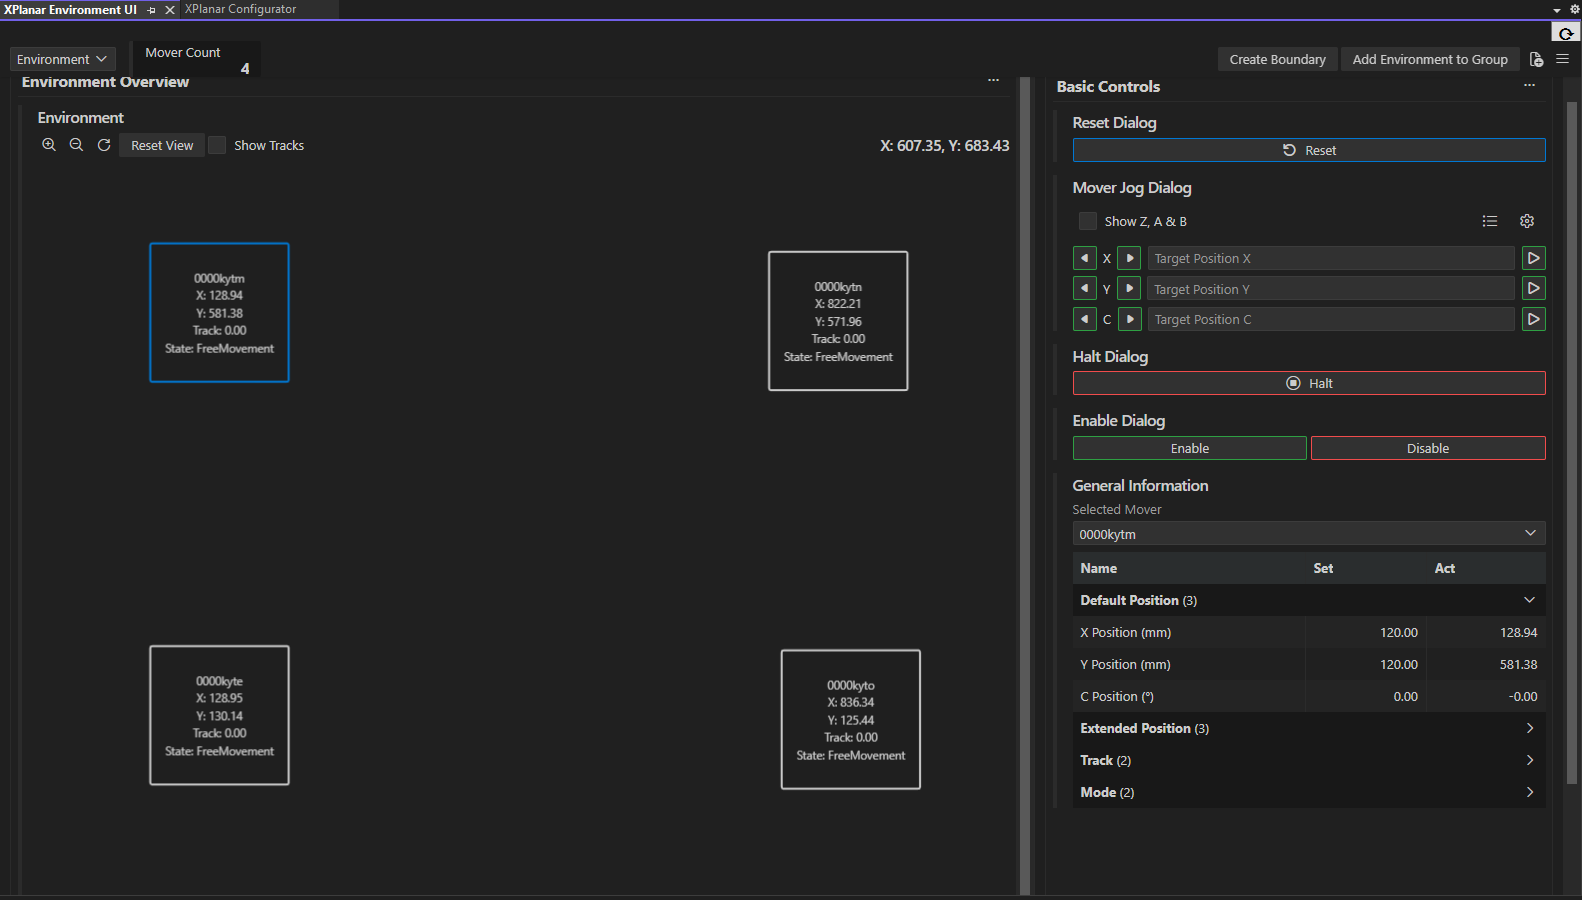 XPlanar Environment UI
XPlanar Configurator
Environment
Mover Count
4
Create Boundary
Add Environment to Group
Environment Overview
Environment
Reset View
Show Tracks
X: 607.35, Y: 683.43
0000kytm
X: 128.94
Y: 581.38
Track: 0.00
State: FreeMovement
0000kytn
X: 822.21
Y: 571.96
Track: 0.00
State: FreeMovement
0000kyte
X: 128.95
Y: 130.14
Track: 0.00
State: FreeMovement
0000kyto
X: 836.34
Y: 125.44
Track: 0.00
State: FreeMovement
Basic Controls
Reset Dialog
Reset
Mover Jog Dialog
Show Z, A & B
X Target Position X
Y Target Position Y
C Target Position C
Halt Dialog
Halt
Enable Dialog
Enable Disable
General Information
Selected Mover
0000kytm
Name Set Act
Default Position (3)
X Position (mm) 120.00 128.94
Y Position (mm) 120.00 581.38
C Position (°) 0.00 -0.00
Extended Position (3)
Track (2)
Mode (2)